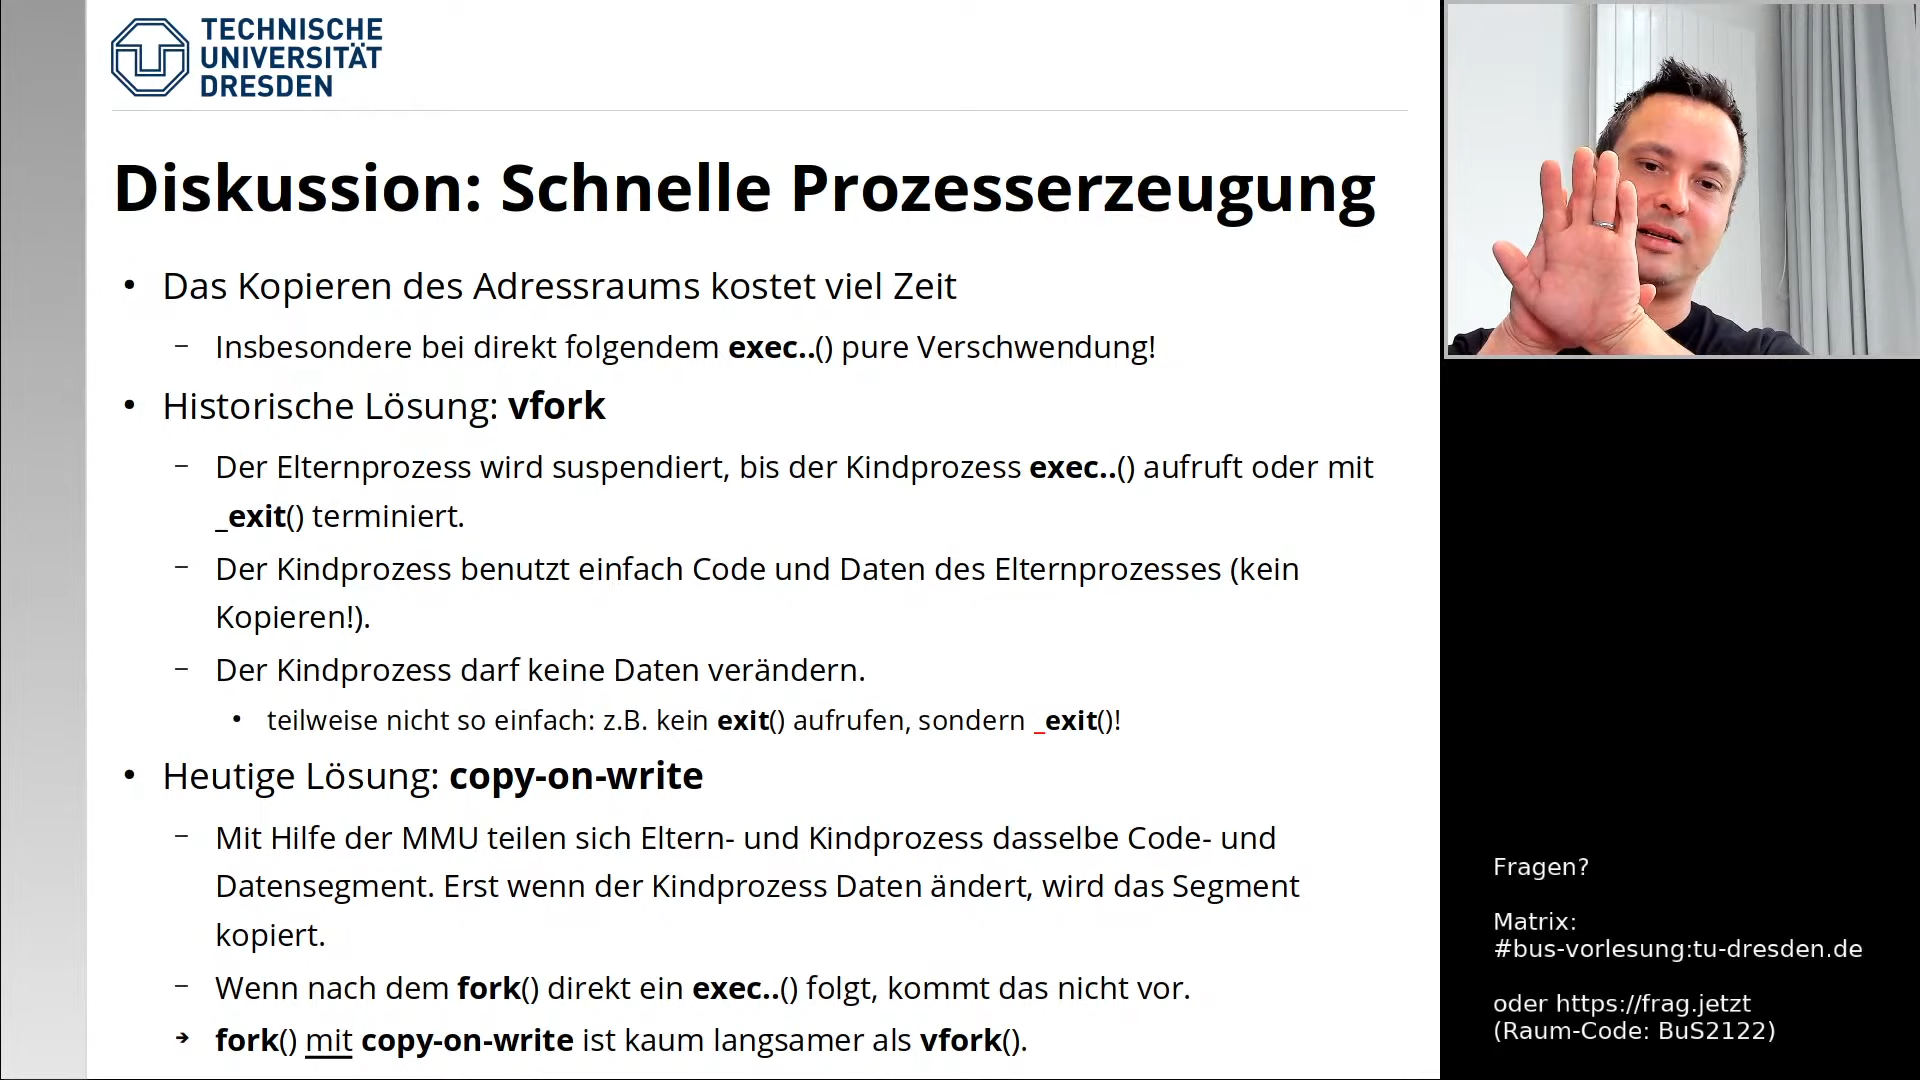 TECHNISCHE
UNIVERSITÄT
DRESDEN
Diskussion: Schnelle Prozesserzeugung
• Das Kopieren des Adressraums kostet viel Zeit
– Insbesondere bei direkt folgendem exec..() pure Verschwendung!
• Historische Lösung: vfork
– Der Elternprozess wird suspendiert, bis der Kindprozess exec..() aufruft oder mit
_exit() terminiert.
– Der Kindprozess benutzt einfach Code und Daten des Elternprozesses (kein
Kopieren!).
– Der Kindprozess darf keine Daten verändern.
• teilweise nicht so einfach: z.B. kein exit() aufrufen, sondern _exit()!
• Heutige Lösung: copy-on-write
– Mit Hilfe der MMU teilen sich Eltern- und Kindprozess dasselbe Code- und
Datensegment. Erst wenn der Kindprozess Daten ändert, wird das Segment
kopiert.
– Wenn nach dem fork() direkt ein exec..() folgt, kommt das nicht vor.
➔ fork() mit copy-on-write ist kaum langsamer als vfork().
Fragen?
Matrix:
#bus-vorlesung:tu-dresden.de
oder https://frag.jetzt
(Raum-Code: BuS2122)